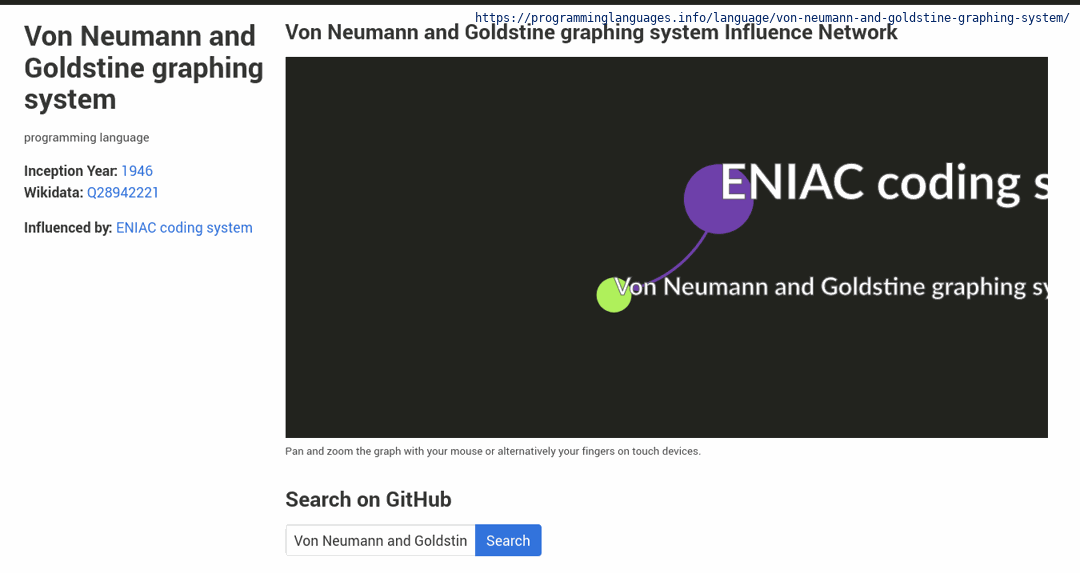 https://programminglanguages.info/language/von-neumann-and-goldstine-graphing-system/
Von Neumann and
Goldstine graphing
system
programming language
Inception Year: 1946
Wikidata: Q28942221
Influenced by: ENIAC coding system
Von Neumann and Goldstine graphing system Influence Network
ENIAC coding s
Von Neumann and Goldstine graphing sy
Pan and zoom the graph with your mouse or alternatively your fingers on touch devices.
Search on GitHub
Von Neumann and Goldstin
Search